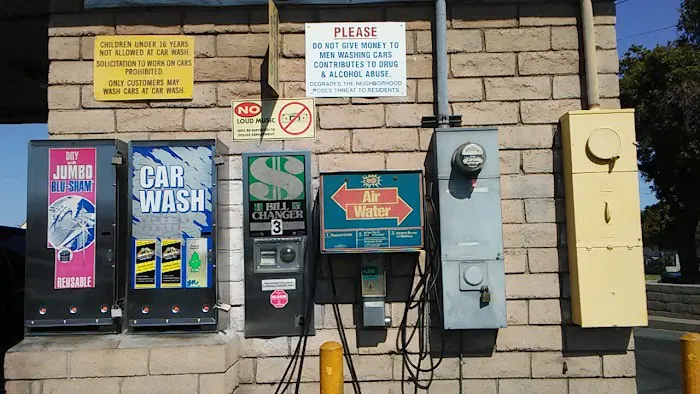 CHILDREN UNDER 16 YEARS
NOT ALLOWED AT CAR WASH.
SOLICITATION TO WORK ON CARS
PROHIBITED.
ONLY CUSTOMERS MAY
WASH CARS AT CAR WASH.
PLEASE
DO NOT GIVE MONEY TO
MEN WASHING CARS
CONTRIBUTES TO DRUG
& ALCOHOL ABUSE.
DEGRADES THE NEIGHBORHOOD
POSES THREAT TO RESIDENTS
NO
LOUD MUSIC
DRY
JUMBO
BLU-SHAM
REUSABLE
CAR
WASH
$
BILL
CHANGER
3
Air
Water